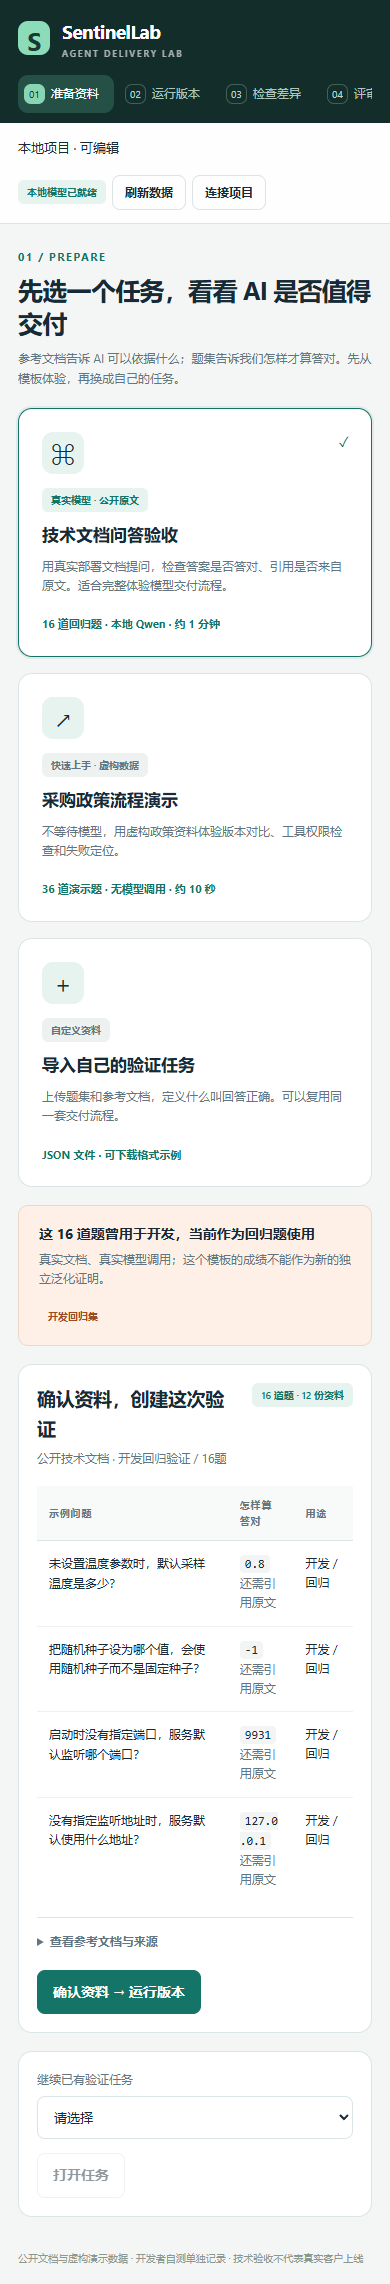 S
SentinelLab
AGENT DELIVERY LAB
01 准备资料
02 运行版本
03 检查差异
04
本地项目 · 可编辑
本地模型已就绪
刷新数据
连接项目
01 / PREPARE
先选一个任务，看看 AI 是否值得
交付
参考文档告诉 AI 可以依据什么；题集告诉我们怎样才算答对。先从
模板体验，再换成自己的任务。
⌘
✓
真实模型 · 公开原文
技术文档问答验收
用真实部署文档提问，检查答案是否答对、引用是否来自
原文。适合完整体验模型交付流程。
16 道回归题 · 本地 Qwen · 约 1 分钟
↗
快速上手 · 虚构数据
采购政策流程演示
不等待模型，用虚构政策资料体验版本对比、工具权限检
查和失败定位。
36 道演示题 · 无模型调用 · 约 10 秒
+
自定义资料
导入自己的验证任务
上传题集和参考文档，定义什么叫回答正确。可以复用同
一套交付流程。
JSON 文件 · 可下载格式示例
这 16 道题曾用于开发，当前作为回归题使用
真实文档、真实模型调用；这个模板的成绩不能作为新的独
立泛化证明。
开发回归集
确认资料，创建这次验
证
16 道题 · 12 份资料
公开技术文档 · 开发回归验证 / 16题
示例问题
怎样算
答对
用途
未设置温度参数时，默认采样
温度是多少？
0.8
还需引
用原文
开发 /
回归
把随机种子设为哪个值，会使
用随机种子而不是固定种子？
-1
还需引
用原文
开发 /
回归
启动时没有指定端口，服务默
认监听哪个端口？
9931
还需引
用原文
开发 /
回归
没有指定监听地址时，服务默
认使用什么地址？
127.0
.0.1
还需引
用原文
开发 /
回归
▶ 查看参考文档与来源
确认资料 → 运行版本
继续已有验证任务
请选择
打开任务
公开文档与虚构演示数据 · 开发者自测单独记录 · 技术验收不代表真实客户上线